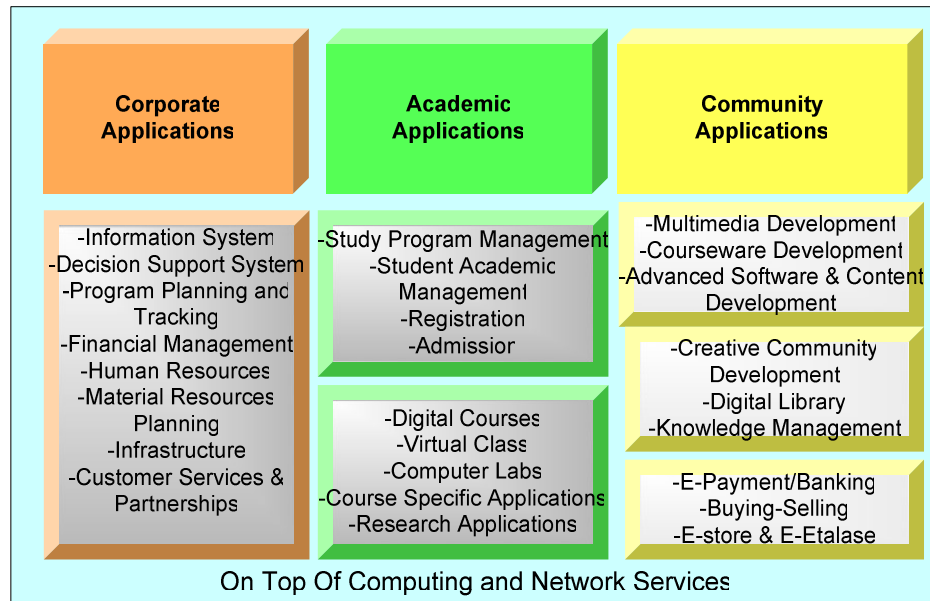 Corporate
Applications
Academic
Applications
Community
Applications
-Information System
-Decision Support System
-Program Planning and
Tracking
-Financial Management
-Human Resources
-Material Resources
Planning
-Infrastructure
-Customer Services &
Partnerships
-Study Program Management
-Student Academic
Management
-Registration
-Admission
-Digital Courses
-Virtual Class
-Computer Labs
-Course Specific Applications
-Research Applications
-Multimedia Development
-Courseware Development
-Advanced Software & Content
Development
-Creative Community
Development
-Digital Library
-Knowledge Management
-E-Payment/Banking
-Buying-Selling
-E-store & E-Etalase
On Top Of Computing and Network Services